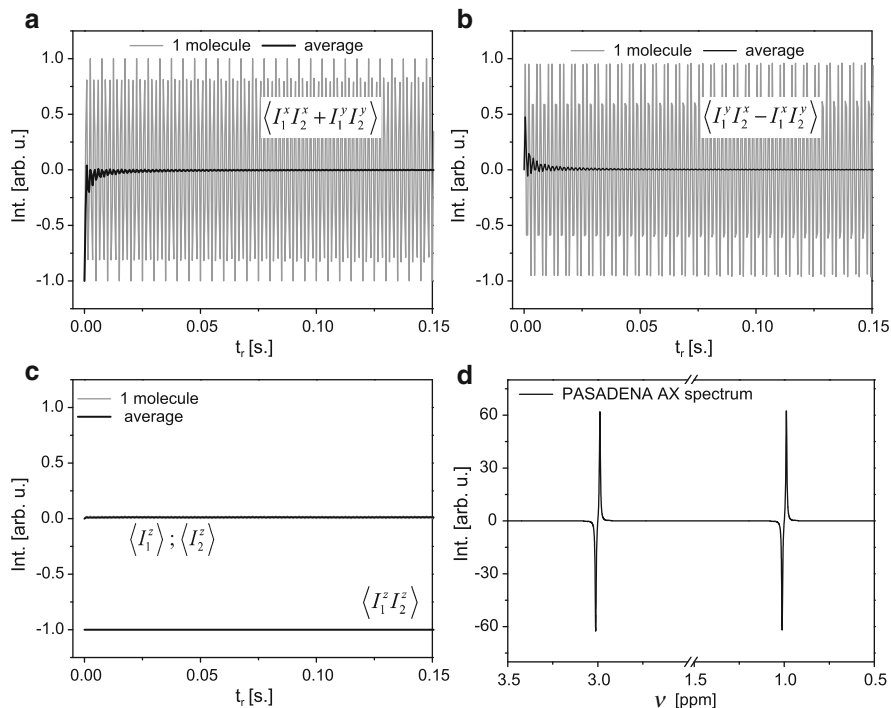 a
1 molecule average
⟨I₁ˣI₂ˣ + I₁ʸI₂ʸ⟩
Int. [arb. u.]
1.0
0.5
0.0
-0.5
-1.0
0.00 0.05 0.10 0.15
tᵣ [s.]
b
1 molecule average
⟨I₁ʸI₂ˣ − I₁ˣI₂ʸ⟩
Int. [arb. u.]
1.0
0.5
0.0
-0.5
-1.0
0.00 0.05 0.10 0.15
tᵣ [s.]
c
1 molecule
average
⟨I₁ᶻ⟩ ; ⟨I₂ᶻ⟩
⟨I₁ᶻI₂ᶻ⟩
Int. [arb. u.]
1.0
0.5
0.0
-0.5
-1.0
0.00 0.05 0.10 0.15
tᵣ [s.]
d
PASADENA AX spectrum
Int. [arb. u.]
60
30
0
-30
-60
3.5 3.0 1.5 1.0 0.5
ν [ppm]